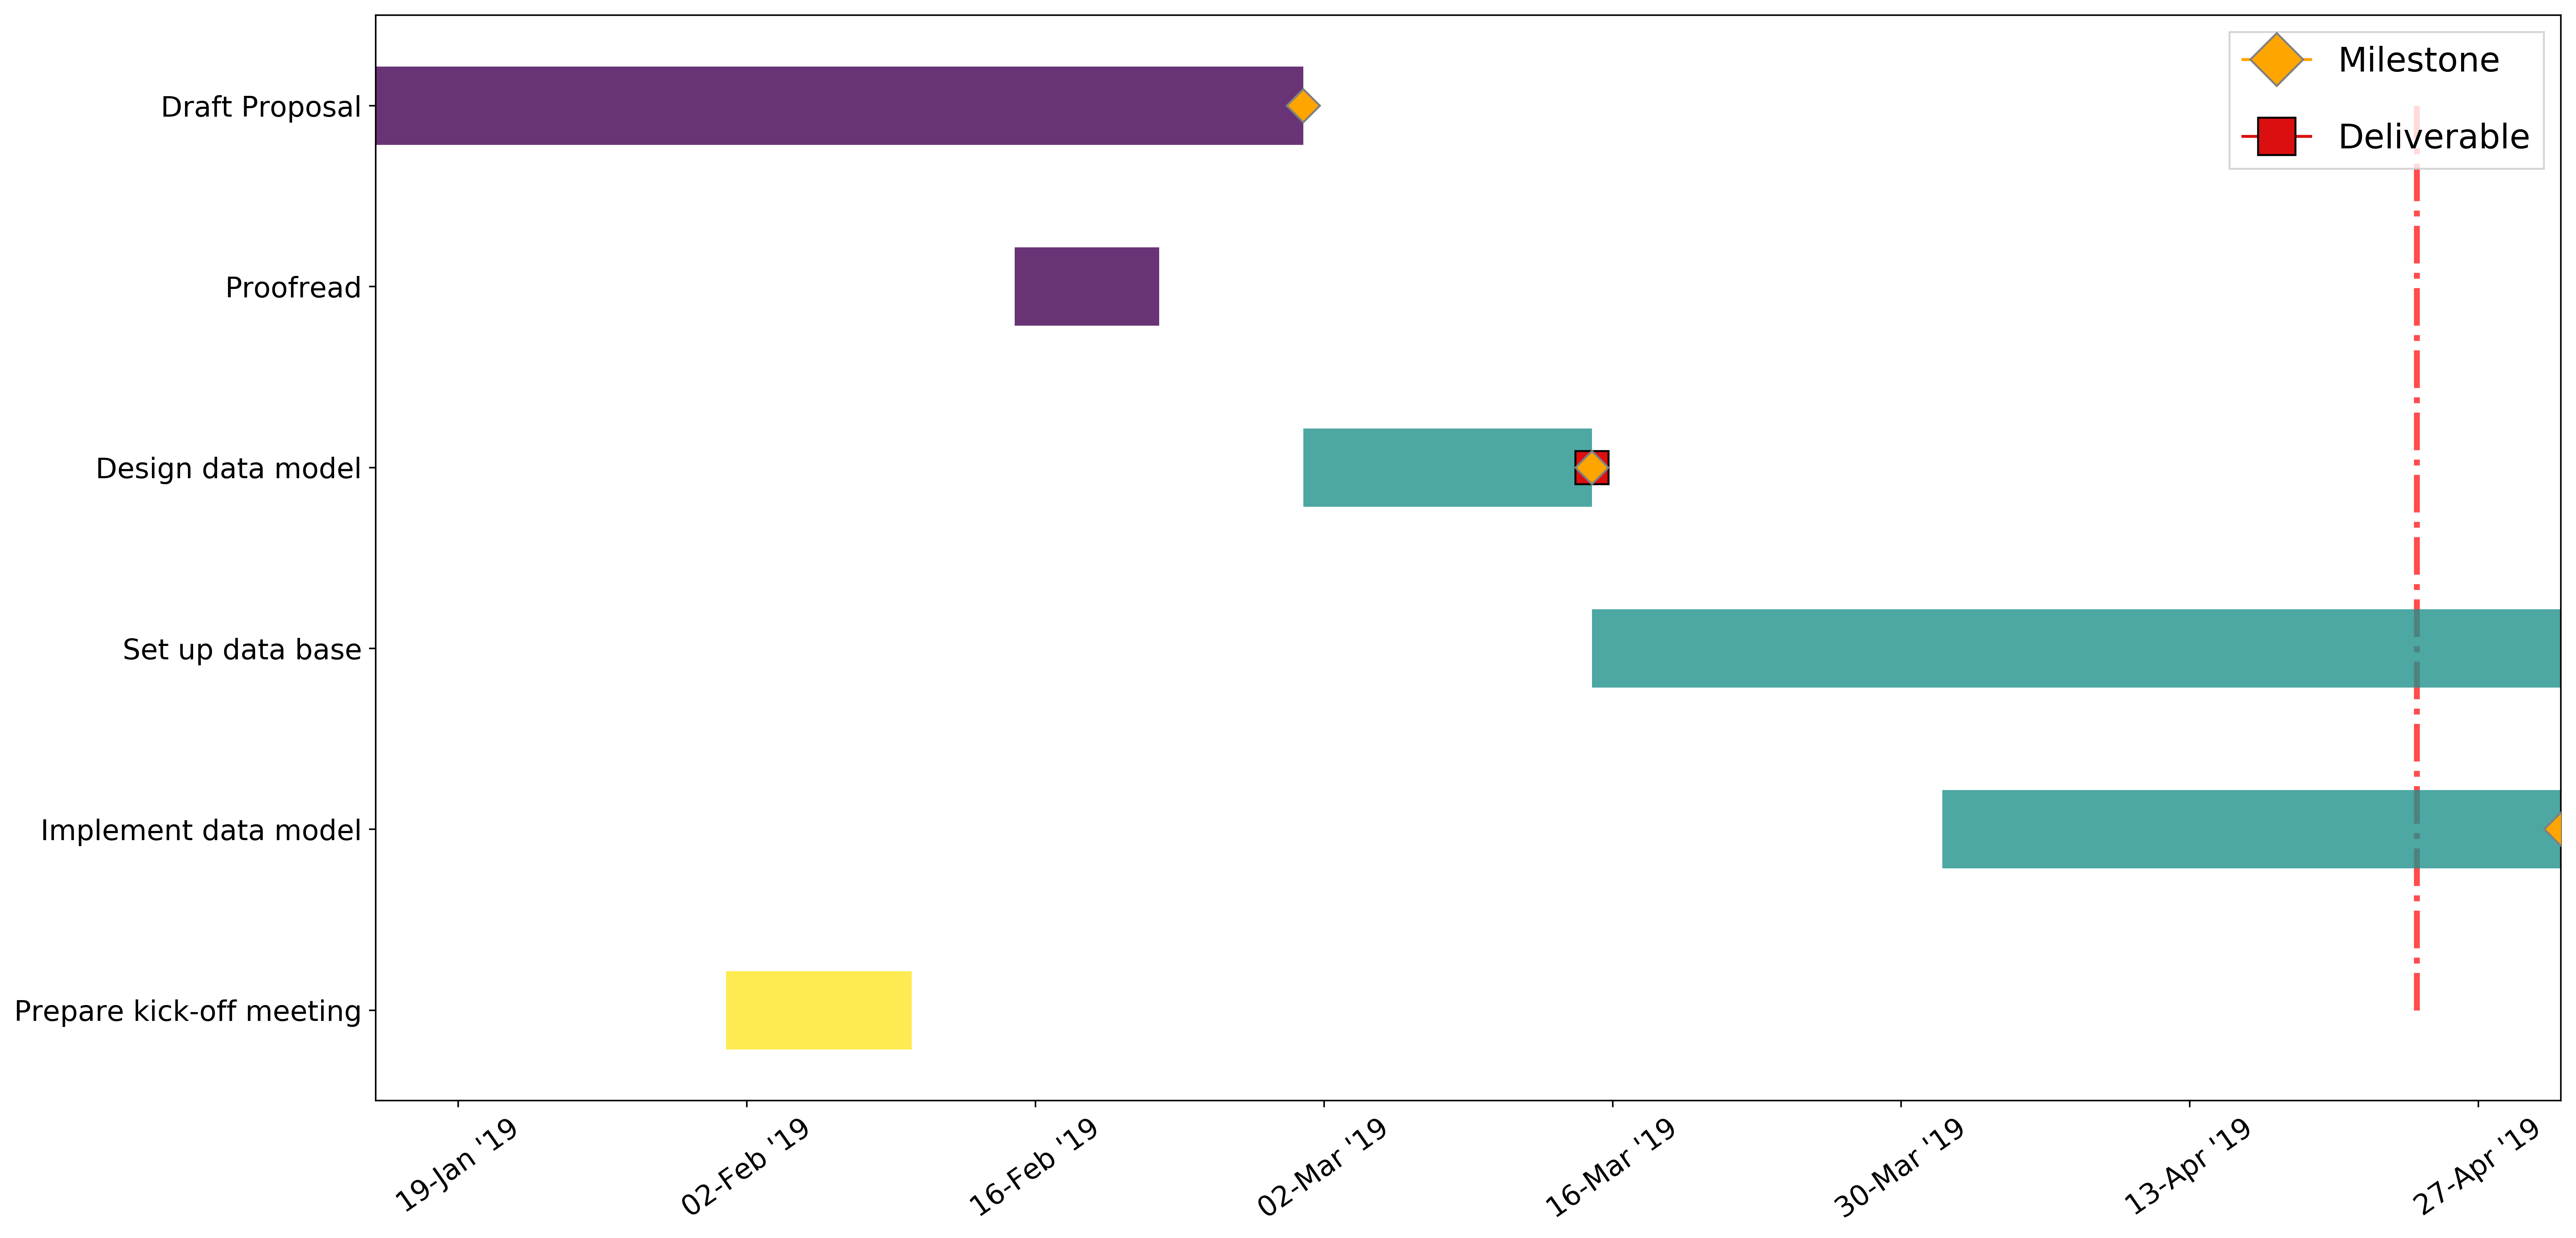 Milestone
Deliverable
Draft Proposal
Proofread
Design data model
Set up data base
Implement data model
Prepare kick-off meeting
19-Jan '19
02-Feb '19
16-Feb '19
02-Mar '19
16-Mar '19
30-Mar '19
13-Apr '19
27-Apr '19